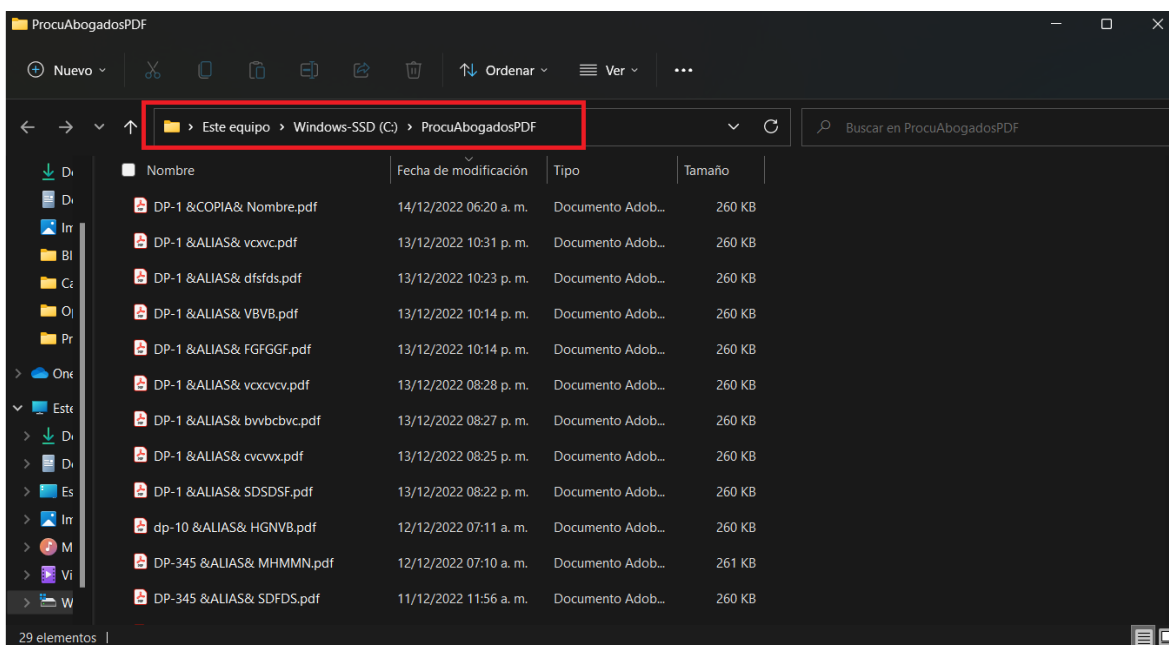 ProcuAbogadosPDF
Nuevo Ordenar Ver
Este equipo > Windows-SSD (C:) > ProcuAbogadosPDF Buscar en ProcuAbogadosPDF
Nombre Fecha de modificación Tipo Tamaño
DP-1 &COPIA& Nombre.pdf 14/12/2022 06:20 a. m. Documento Adob... 260 KB
DP-1 &ALIAS& vcxvc.pdf 13/12/2022 10:31 p. m. Documento Adob... 260 KB
DP-1 &ALIAS& dfsfds.pdf 13/12/2022 10:23 p. m. Documento Adob... 260 KB
DP-1 &ALIAS& VBVB.pdf 13/12/2022 10:14 p. m. Documento Adob... 260 KB
DP-1 &ALIAS& FGFGGF.pdf 13/12/2022 10:14 p. m. Documento Adob... 260 KB
One
DP-1 &ALIAS& vcxcvcv.pdf 13/12/2022 08:28 p. m. Documento Adob... 260 KB
Este
DP-1 &ALIAS& bvvbcbvc.pdf 13/12/2022 08:27 p. m. Documento Adob... 260 KB
DP-1 &ALIAS& cvcvvx.pdf 13/12/2022 08:25 p. m. Documento Adob... 260 KB
Es DP-1 &ALIAS& SDSDSF.pdf 13/12/2022 08:22 p. m. Documento Adob... 260 KB
dp-10 &ALIAS& HGNVB.pdf 12/12/2022 07:11 a. m. Documento Adob... 260 KB
M
DP-345 &ALIAS& MHMMN.pdf 12/12/2022 07:10 a. m. Documento Adob... 261 KB
Vi
W DP-345 &ALIAS& SDFDS.pdf 11/12/2022 11:56 a. m. Documento Adob... 260 KB
29 elementos